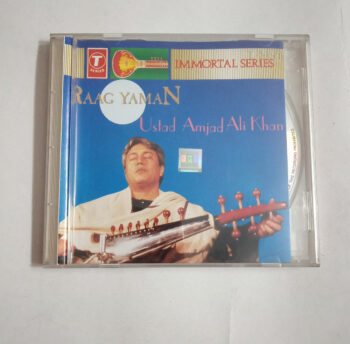 T
SERIES
IMMORTAL SERIES
RAAG YAMAN
Ustad Amjad Ali Khan